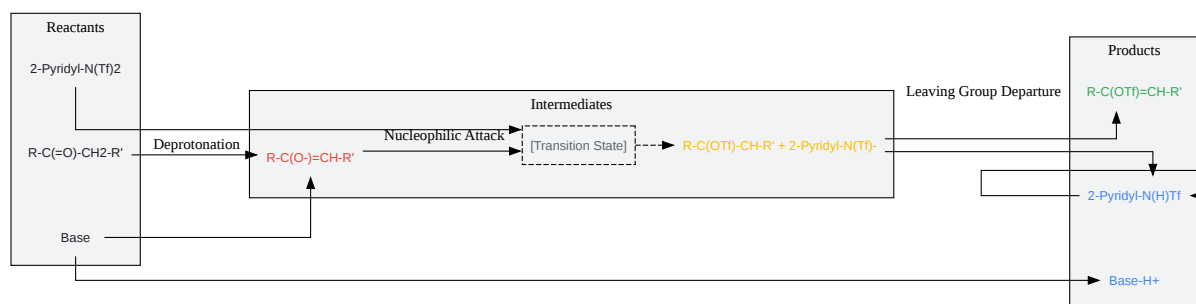 Reactants
2-Pyridyl-N(Tf)2
R-C(=O)-CH2-R'
Base
Deprotonation
Intermediates
R-C(O-)=CH-R'
Nucleophilic Attack
[Transition State]
R-C(OTf)-CH-R' + 2-Pyridyl-N(Tf)-
Leaving Group Departure
Products
R-C(OTf)=CH-R'
2-Pyridyl-N(H)Tf
Base-H+